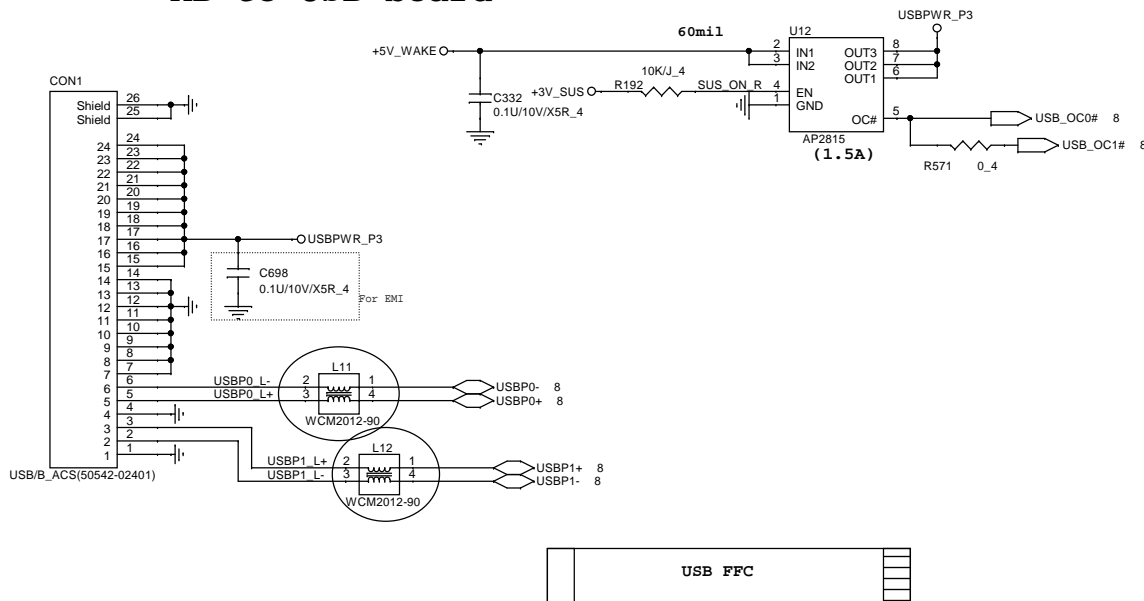 USBPWR_P3
60mil
U12
+5V_WAKE
2 IN1 OUT3 8
3 IN2 OUT2 7
OUT1 6
CON1
10K/J_4
C332
0.1U/10V/X5R_4
+3V_SUS R192 SUS_ON_R 4 EN
1 GND
26 Shield
25 Shield
OC# 5 USB_OC0# 8
AP2815
(1.5A)
USB_OC1# 8
R571 0_4
24 24
23 23
22 22
21 21
20 20
19 19
18 18
17 17 USBPWR_P3
16 16
15 15
14 14
13 13
12 12
11 11
10 10
9 9
8 8
7 7
6 6
5 5
4 4
3 3
2 2
1 1
C698
0.1U/10V/X5R_4
For EMI
L11
USBP0_L- 2 1 USBP0- 8
USBP0_L+ 3 4 USBP0+ 8
WCM2012-90
L12
USBP1_L+ 2 1 USBP1+ 8
USBP1_L- 3 4 USBP1- 8
USB/B_ACS(50542-02401)
WCM2012-90
USB FFC